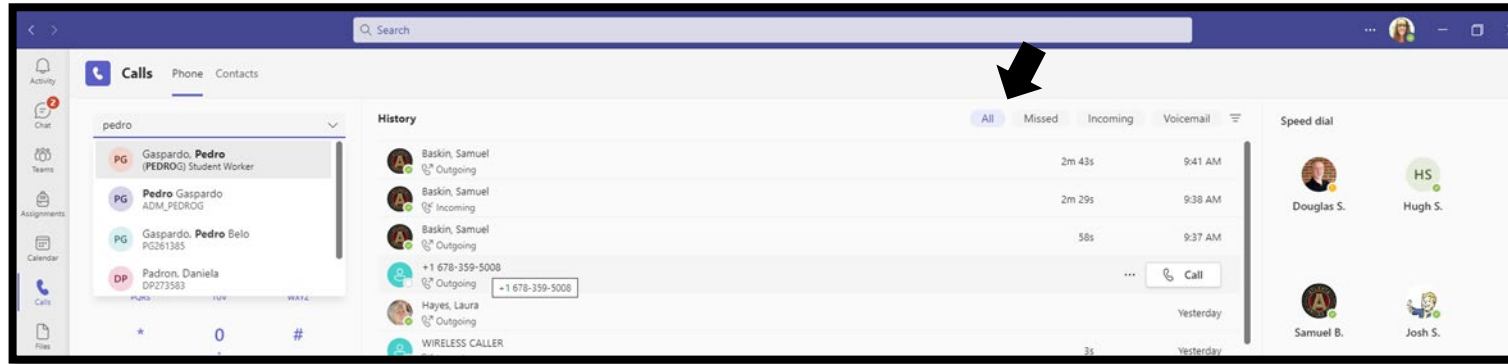 Search
...
Activity
2
Chat
Teams
Assignments
Calendar
Calls
Files
Calls Phone Contacts
pedro
PG Gaspardo, Pedro
(PEDROG) Student Worker
PG Pedro Gaspardo
ADM_PEDROG
PG Gaspardo, Pedro Belo
PG261385
DP Padron, Daniela
DP273583
PQRS TUV WXYZ
* 0 #
History All Missed Incoming Voicemail
Baskin, Samuel
Outgoing 2m 43s 9:41 AM
Baskin, Samuel
Incoming 2m 29s 9:38 AM
Baskin, Samuel
Outgoing 58s 9:37 AM
+1 678-359-5008
Outgoing ... Call
+1 678-359-5008
Hayes, Laura
Outgoing Yesterday
WIRELESS CALLER
3s Yesterday
Speed dial
HS
Douglas S. Hugh S.
Samuel B. Josh S.